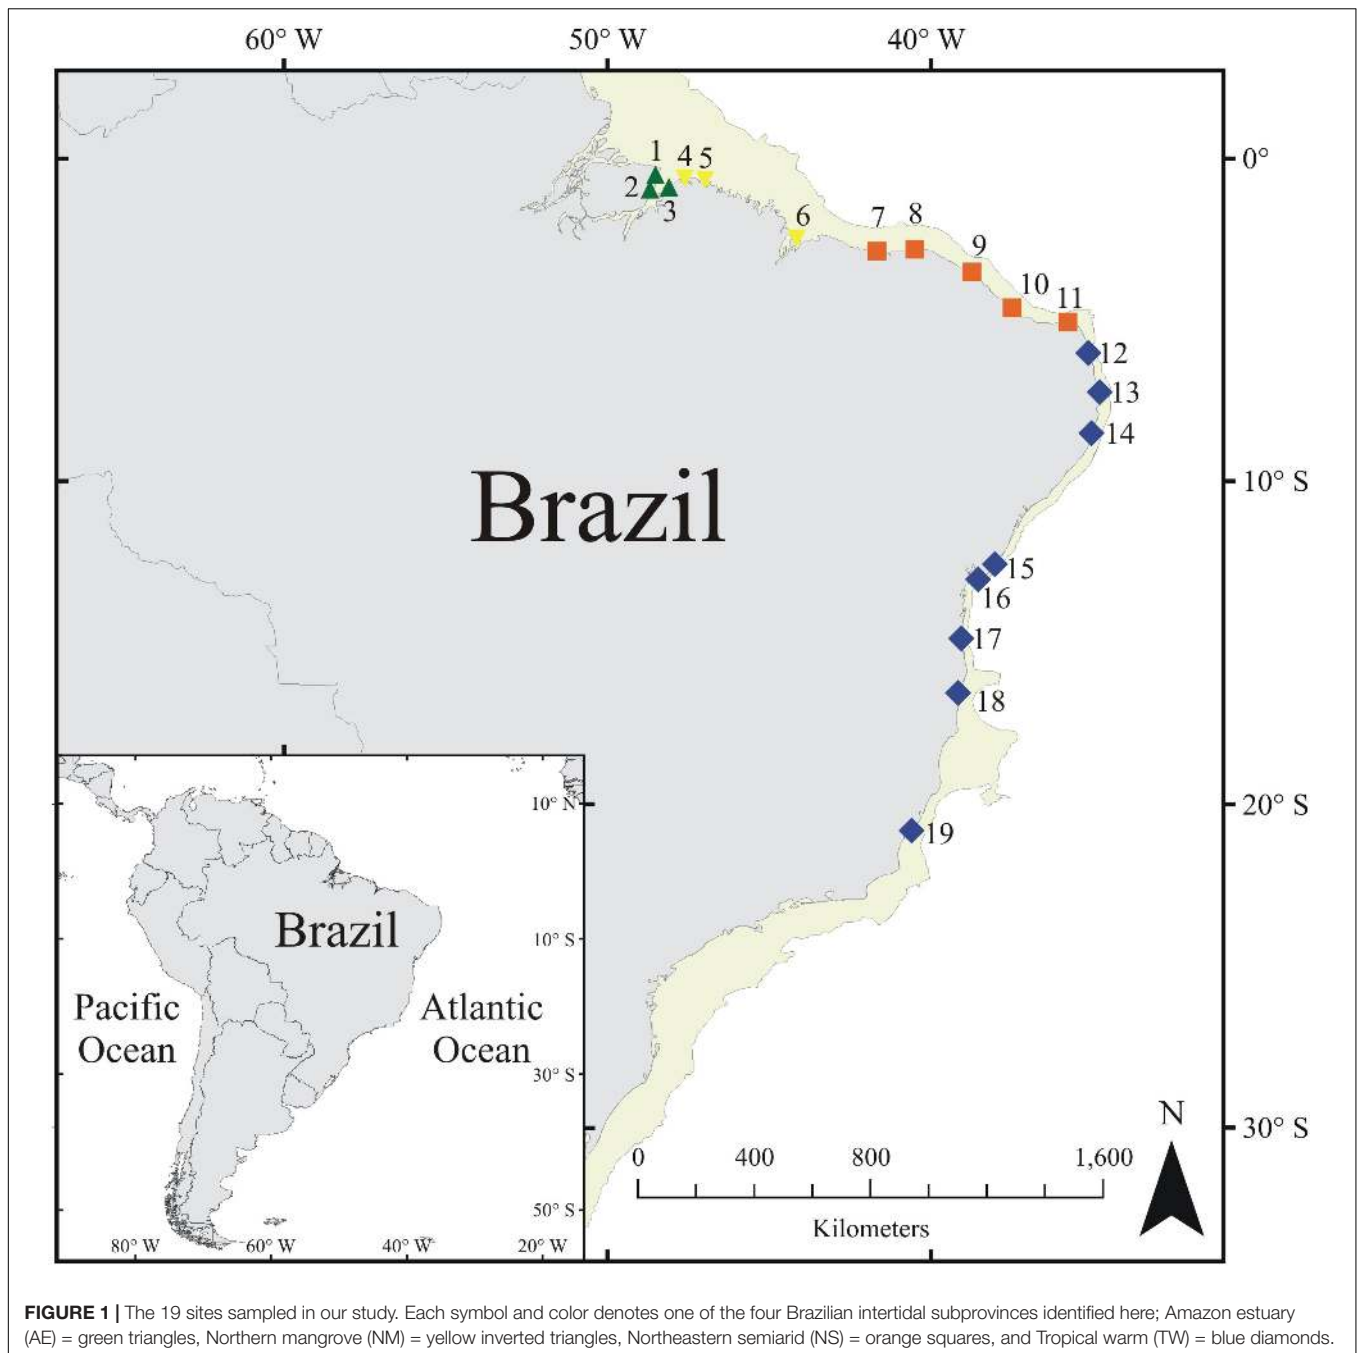 60° W 50° W 40° W
0°
1 4 5
2
3
6
7 8
9
10
11
12
13
14
Brazil
10° S
15
16
17
18
20° S
19
10° N
Brazil
10° S
Pacific
Ocean
Atlantic
Ocean
30° S
50° S
80° W 60° W 40° W 20° W
N
30° S
0 400 800 1,600
Kilometers
FIGURE 1 | The 19 sites sampled in our study. Each symbol and color denotes one of the four Brazilian intertidal subprovinces identified here; Amazon estuary
(AE) = green triangles, Northern mangrove (NM) = yellow inverted triangles, Northeastern semiarid (NS) = orange squares, and Tropical warm (TW) = blue diamonds.